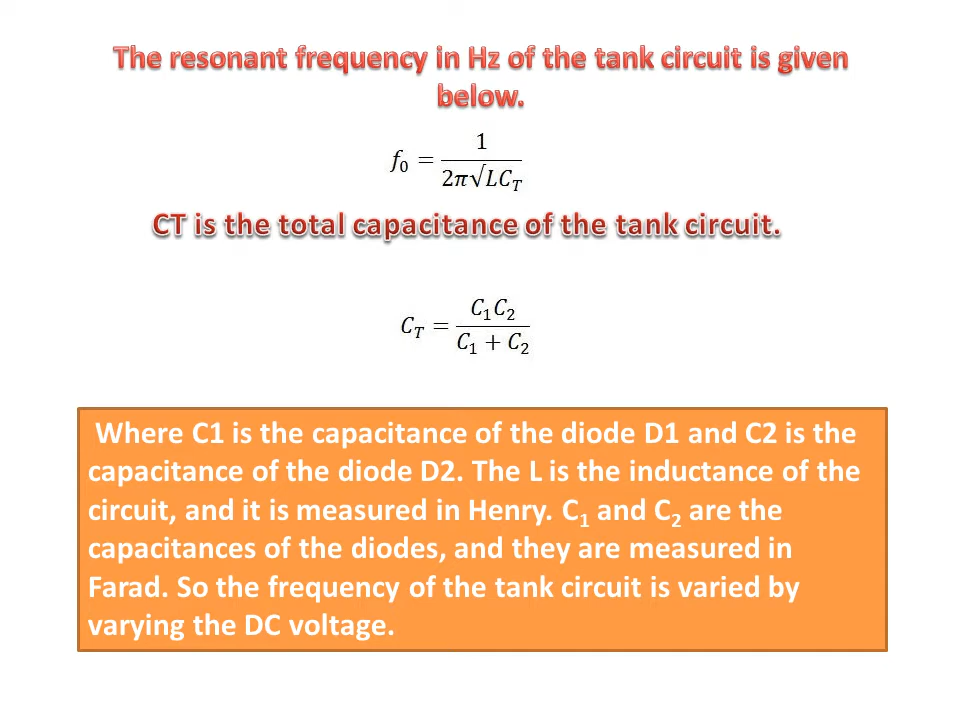 The resonant frequency in Hz of the tank circuit is given
below.
f₀ = 1 / 2π√LC_T
CT is the total capacitance of the tank circuit.
C_T = C₁C₂ / C₁ + C₂
Where C1 is the capacitance of the diode D1 and C2 is the
capacitance of the diode D2. The L is the inductance of the
circuit, and it is measured in Henry. C₁ and C₂ are the
capacitances of the diodes, and they are measured in
Farad. So the frequency of the tank circuit is varied by
varying the DC voltage.